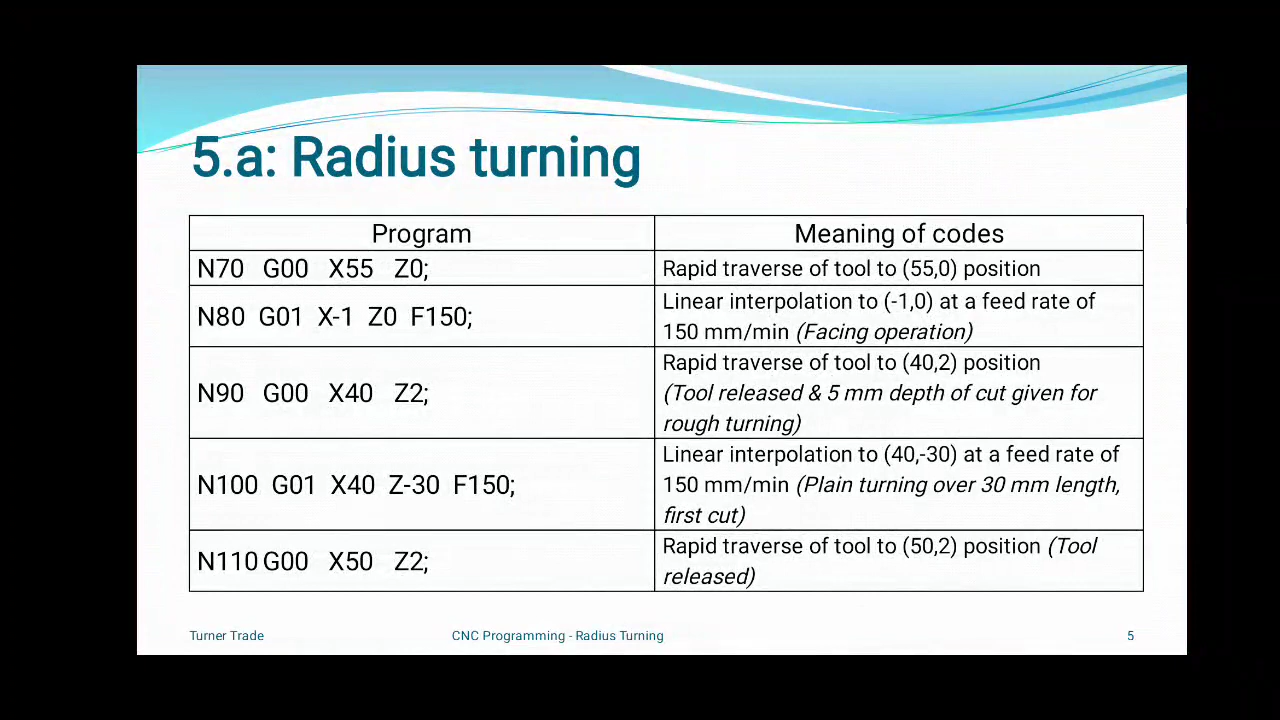 5.a: Radius turning
Program
Meaning of codes
N70 G00 X55 Z0;
Rapid traverse of tool to (55,0) position
N80 G01 X-1 Z0 F150;
Linear interpolation to (-1,0) at a feed rate of
150 mm/min (Facing operation)
N90 G00 X40 Z2;
Rapid traverse of tool to (40,2) position
(Tool released & 5 mm depth of cut given for
rough turning)
N100 G01 X40 Z-30 F150;
Linear interpolation to (40,-30) at a feed rate of
150 mm/min (Plain turning over 30 mm length,
first cut)
N110 G00 X50 Z2;
Rapid traverse of tool to (50,2) position (Tool
released)
Turner Trade
CNC Programming - Radius Turning
5